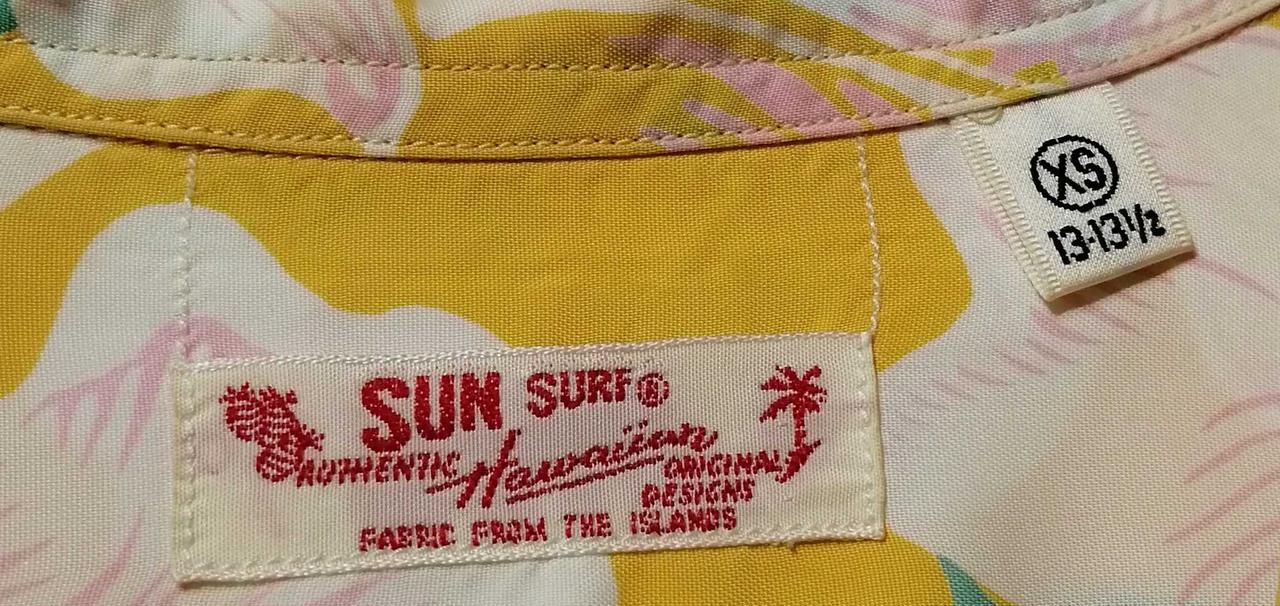 SUN SURF®
AUTHENTIC Hawaiian ORIGINAL
DESIGNS
FABRIC FROM THE ISLANDS
XS
13-13½